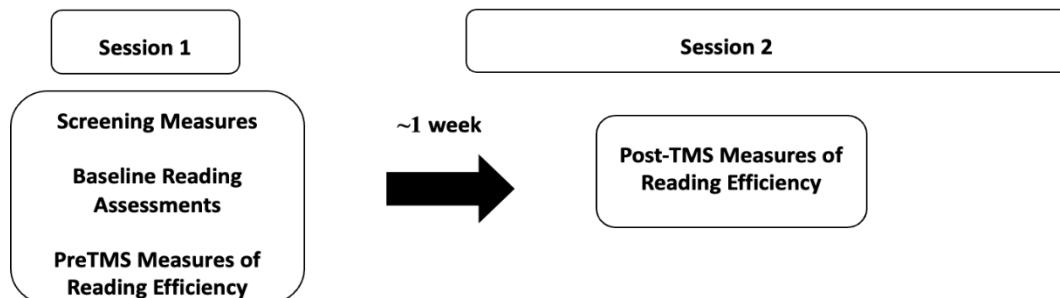 Session 1
Session 2
Screening Measures
Baseline Reading
Assessments
PreTMS Measures of
Reading Efficiency
~1 week
Post-TMS Measures of
Reading Efficiency